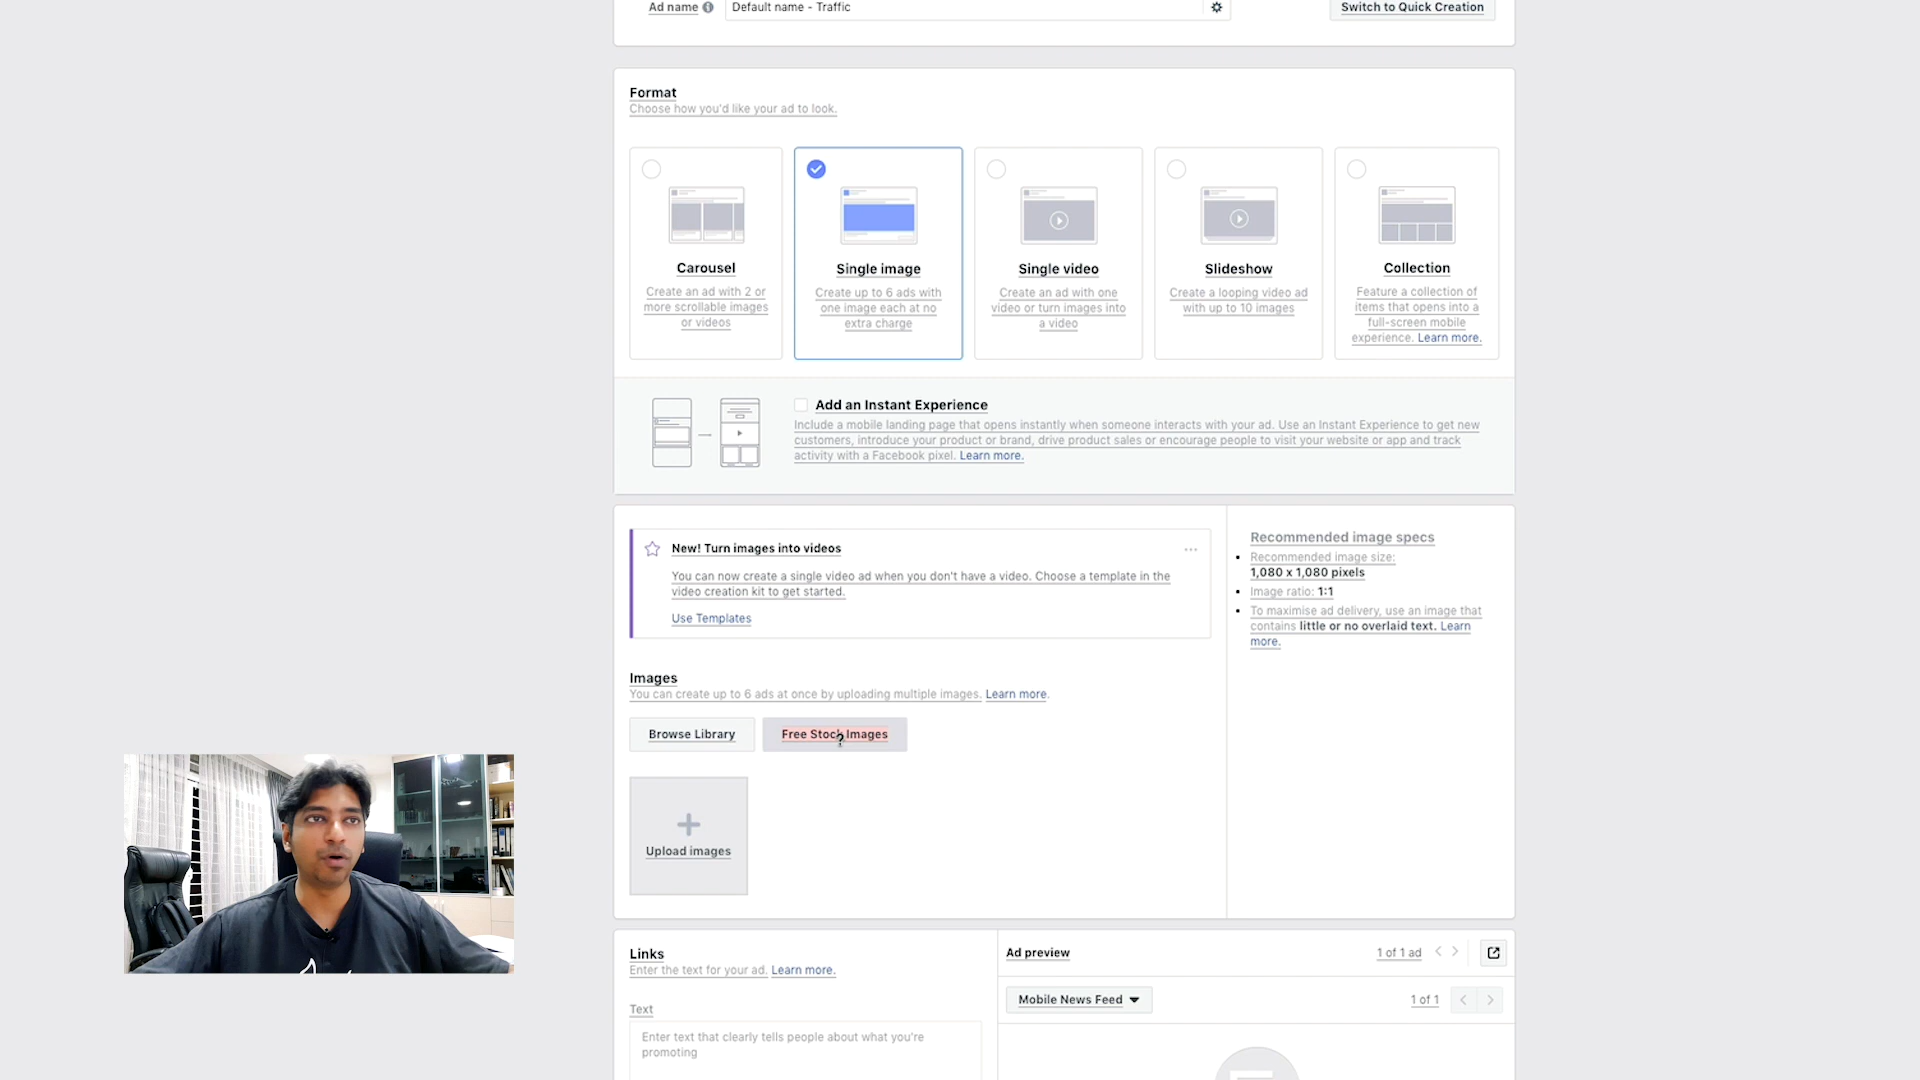 Ad name
Default name - Traffic
Switch to Quick Creation
Format
Choose how you'd like your ad to look.
Carousel
Create an ad with 2 or
more scrollable images
or videos
Single image
Create up to 6 ads with
one image each at no
extra charge
Single video
Create an ad with one
video or turn images into
a video
Slideshow
Create a looping video ad
with up to 10 images
Collection
Feature a collection of
items that opens into a
full-screen mobile
experience. Learn more.
Add an Instant Experience
Include a mobile landing page that opens instantly when someone interacts with your ad. Use an Instant Experience to get new
customers, introduce your product or brand, drive product sales or encourage people to visit your website or app and track
activity with a Facebook pixel. Learn more.
New! Turn images into videos
You can now create a single video ad when you don't have a video. Choose a template in the
video creation kit to get started.
Use Templates
Recommended image specs
Recommended image size:
1,080 x 1,080 pixels
Image ratio: 1:1
To maximise ad delivery, use an image that
contains little or no overlaid text. Learn
more.
Images
You can create up to 6 ads at once by uploading multiple images. Learn more.
Browse Library
Free Stock Images
Upload images
Links
Enter the text for your ad. Learn more.
Text
Enter text that clearly tells people about what you're
promoting
Ad preview
1 of 1 ad
Mobile News Feed
1 of 1